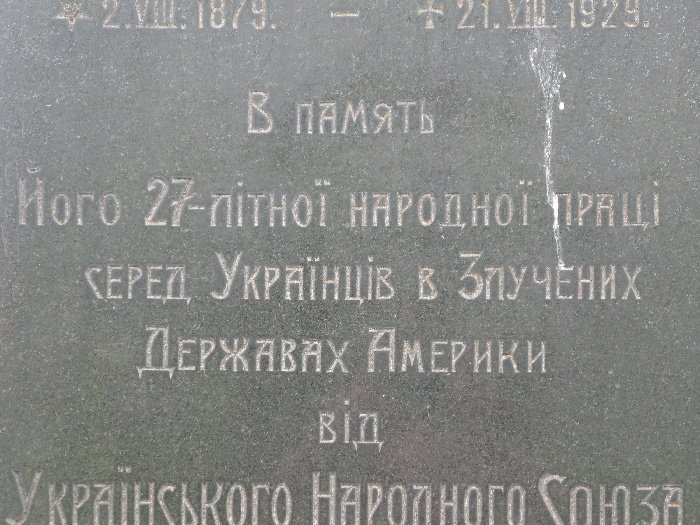 2.VIII.1879. — 21.VIII.1929.
В память
Його 27-літної народної праці
серед Українців в Злучених
Державах Америки
від
Українського Народного Союза